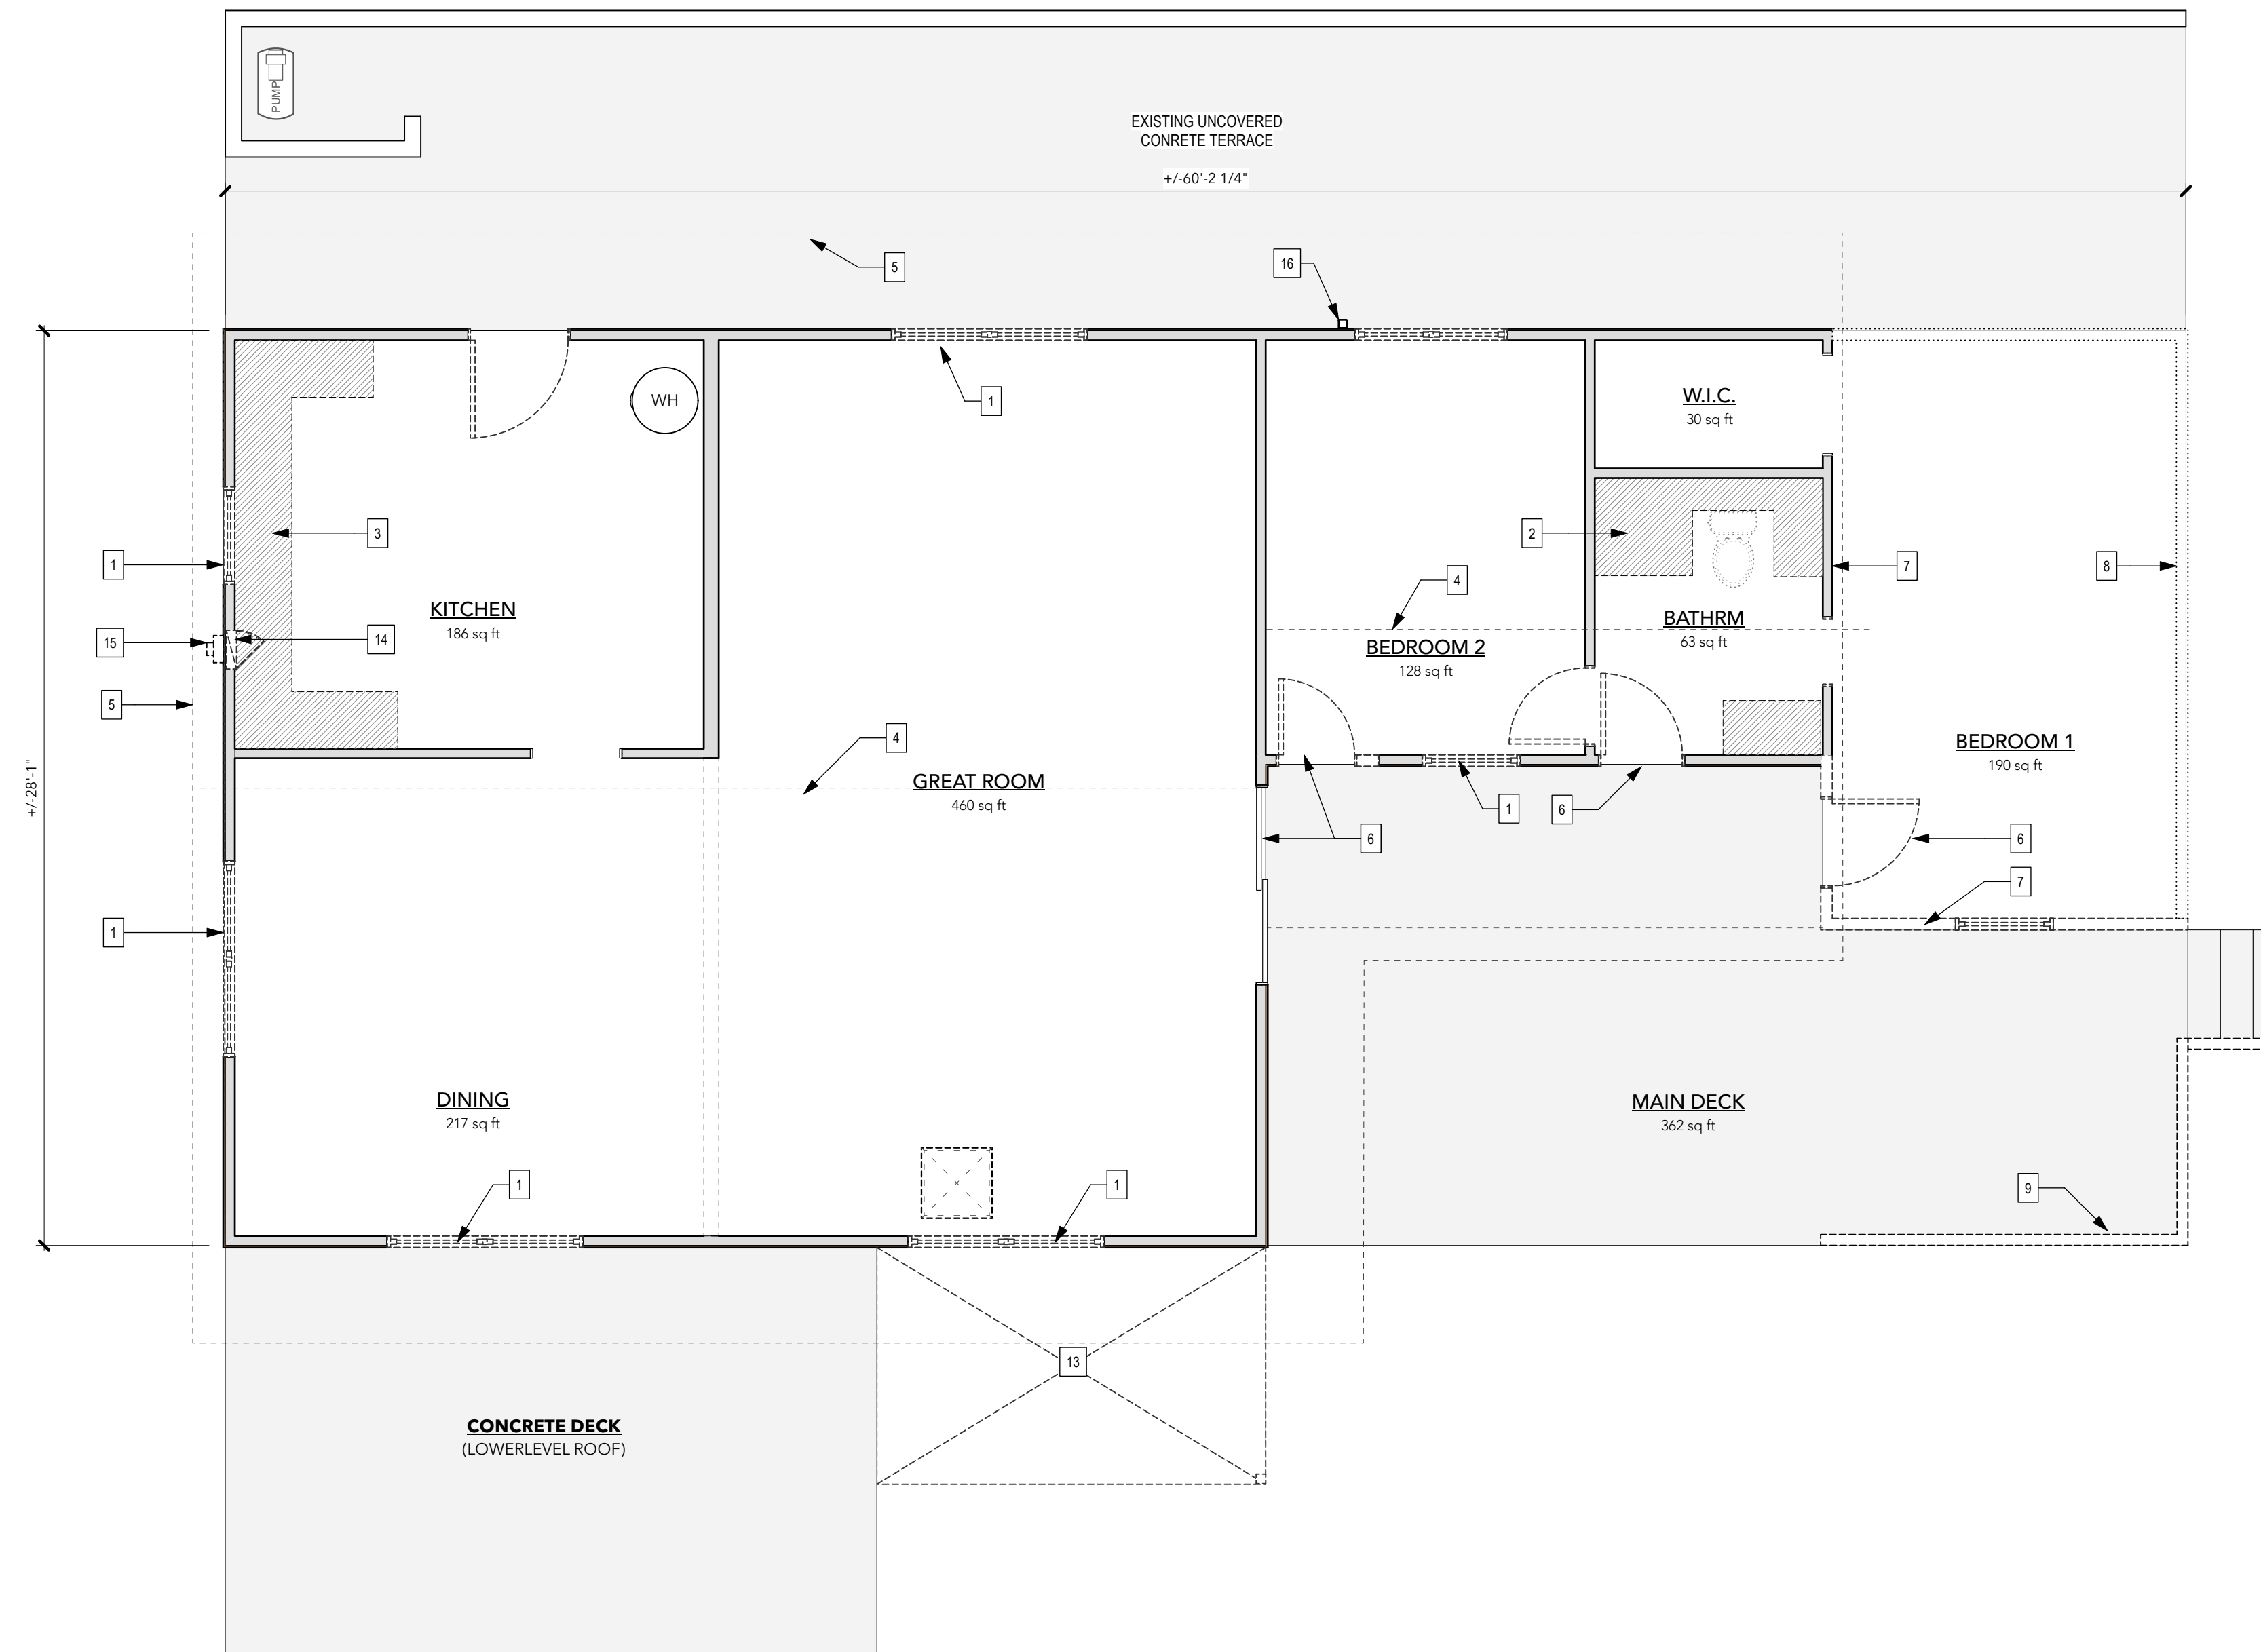 PUMP
EXISTING UNCOVERED
CONRETE TERRACE
+/-60'-2 1/4"
5
16
1
WH
W.I.C.
30 sq ft
3
2
1
7
8
4
KITCHEN
186 sq ft
15
14
BATHRM
63 sq ft
BEDROOM 2
128 sq ft
5
4
BEDROOM 1
190 sq ft
GREAT ROOM
460 sq ft
+/-28'-1"
1
6
6
6
7
1
DINING
217 sq ft
MAIN DECK
362 sq ft
1
1
9
13
CONCRETE DECK
(LOWERLEVEL ROOF)